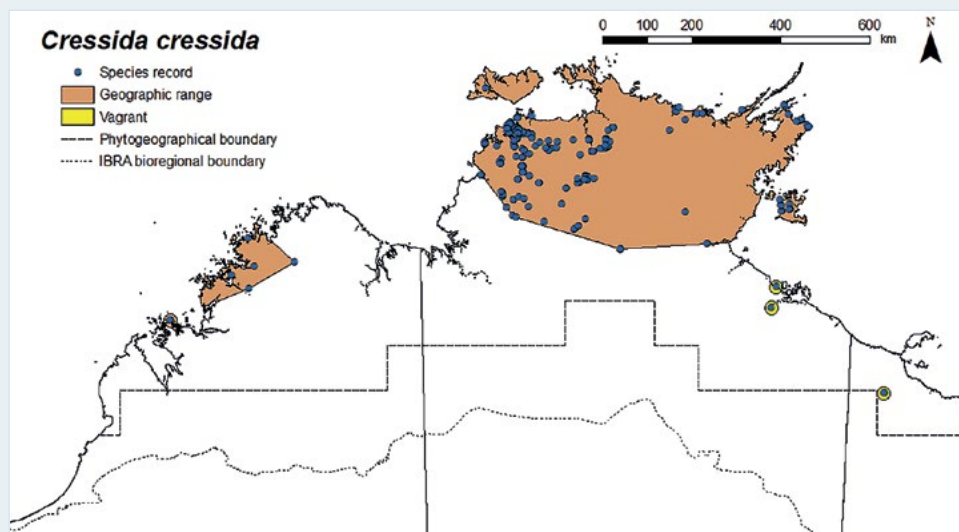 Cressida cressida
Species record
Geographic range
Vagrant
Phytogeographical boundary
IBRA bioregional boundary
0 100 200 400 600
km
N